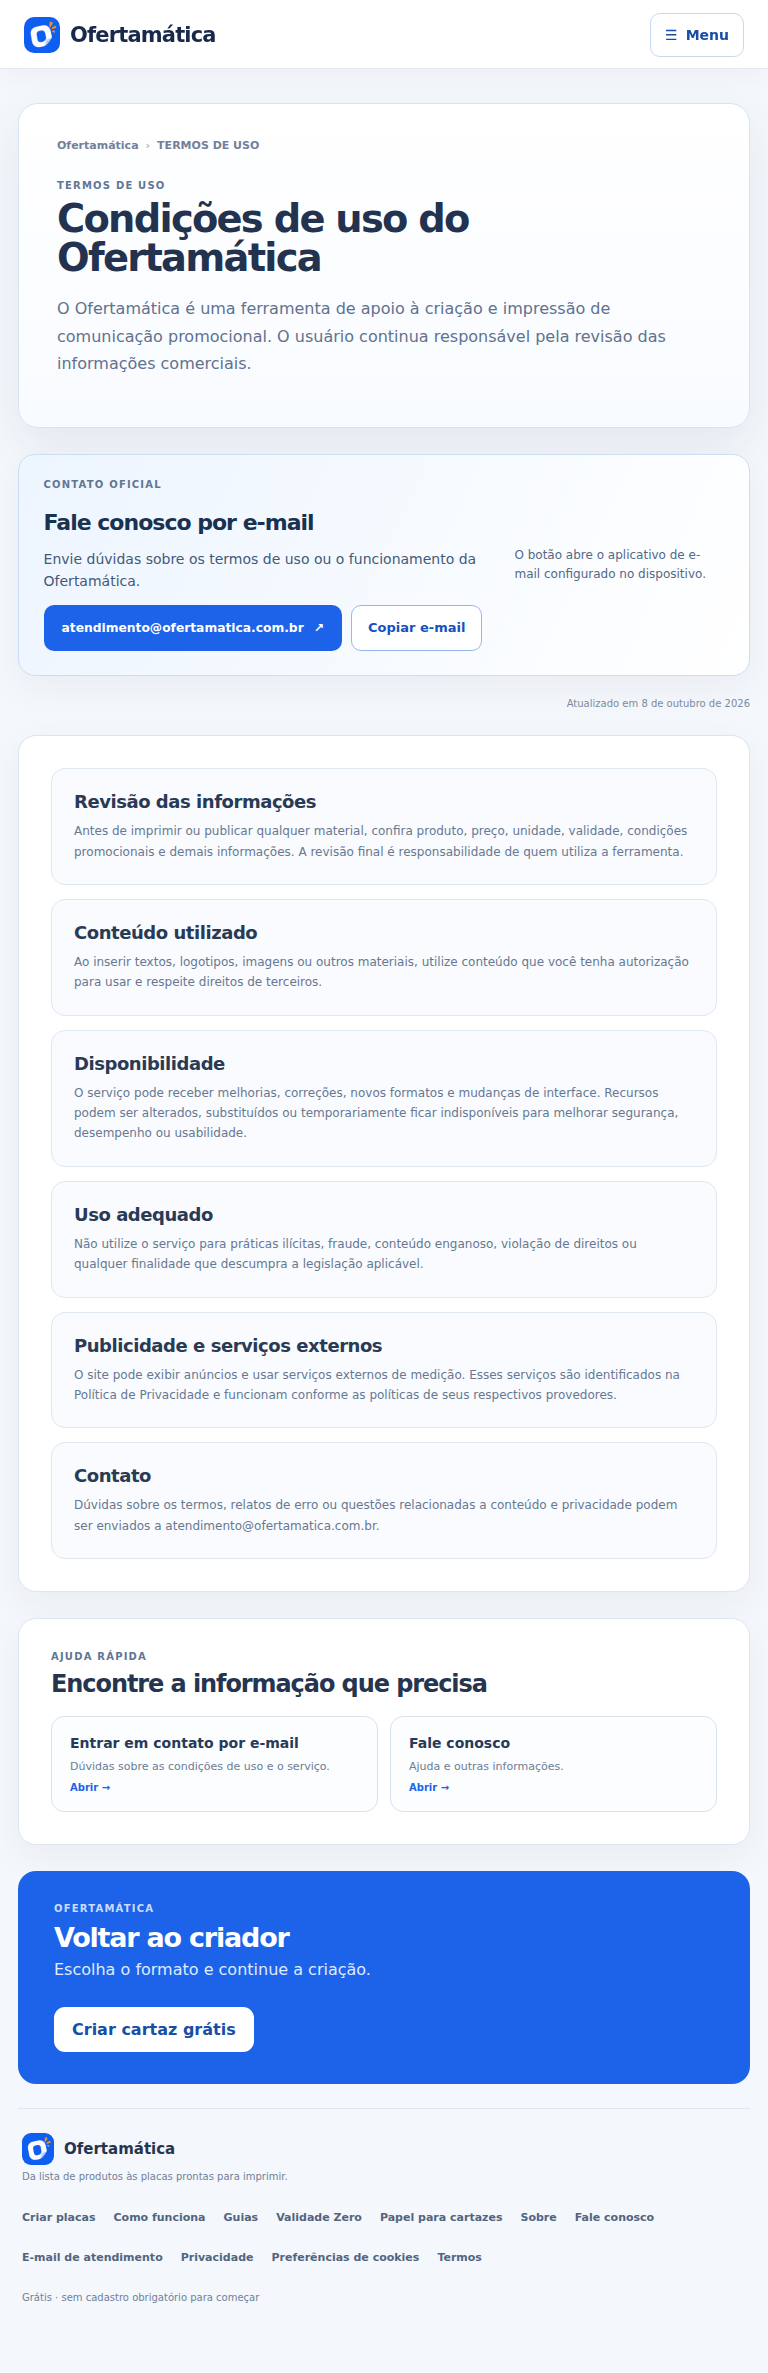 Ofertamática
☰ Menu
Ofertamática › TERMOS DE USO
TERMOS DE USO
Condições de uso do
Ofertamática
O Ofertamática é uma ferramenta de apoio à criação e impressão de
comunicação promocional. O usuário continua responsável pela revisão das
informações comerciais.
CONTATO OFICIAL
Fale conosco por e-mail
Envie dúvidas sobre os termos de uso ou o funcionamento da
Ofertamática.
O botão abre o aplicativo de e-
mail configurado no dispositivo.
atendimento@ofertamatica.com.br ↗
Copiar e-mail
Atualizado em 8 de outubro de 2026
Revisão das informações
Antes de imprimir ou publicar qualquer material, confira produto, preço, unidade, validade, condições
promocionais e demais informações. A revisão final é responsabilidade de quem utiliza a ferramenta.
Conteúdo utilizado
Ao inserir textos, logotipos, imagens ou outros materiais, utilize conteúdo que você tenha autorização
para usar e respeite direitos de terceiros.
Disponibilidade
O serviço pode receber melhorias, correções, novos formatos e mudanças de interface. Recursos
podem ser alterados, substituídos ou temporariamente ficar indisponíveis para melhorar segurança,
desempenho ou usabilidade.
Uso adequado
Não utilize o serviço para práticas ilícitas, fraude, conteúdo enganoso, violação de direitos ou
qualquer finalidade que descumpra a legislação aplicável.
Publicidade e serviços externos
O site pode exibir anúncios e usar serviços externos de medição. Esses serviços são identificados na
Política de Privacidade e funcionam conforme as políticas de seus respectivos provedores.
Contato
Dúvidas sobre os termos, relatos de erro ou questões relacionadas a conteúdo e privacidade podem
ser enviados a atendimento@ofertamatica.com.br.
AJUDA RÁPIDA
Encontre a informação que precisa
Entrar em contato por e-mail
Dúvidas sobre as condições de uso e o serviço.
Abrir →
Fale conosco
Ajuda e outras informações.
Abrir →
OFERTAMÁTICA
Voltar ao criador
Escolha o formato e continue a criação.
Criar cartaz grátis
Ofertamática
Da lista de produtos às placas prontas para imprimir.
Criar placas Como funciona Guias Validade Zero Papel para cartazes Sobre Fale conosco
E-mail de atendimento Privacidade Preferências de cookies Termos
Grátis · sem cadastro obrigatório para começar